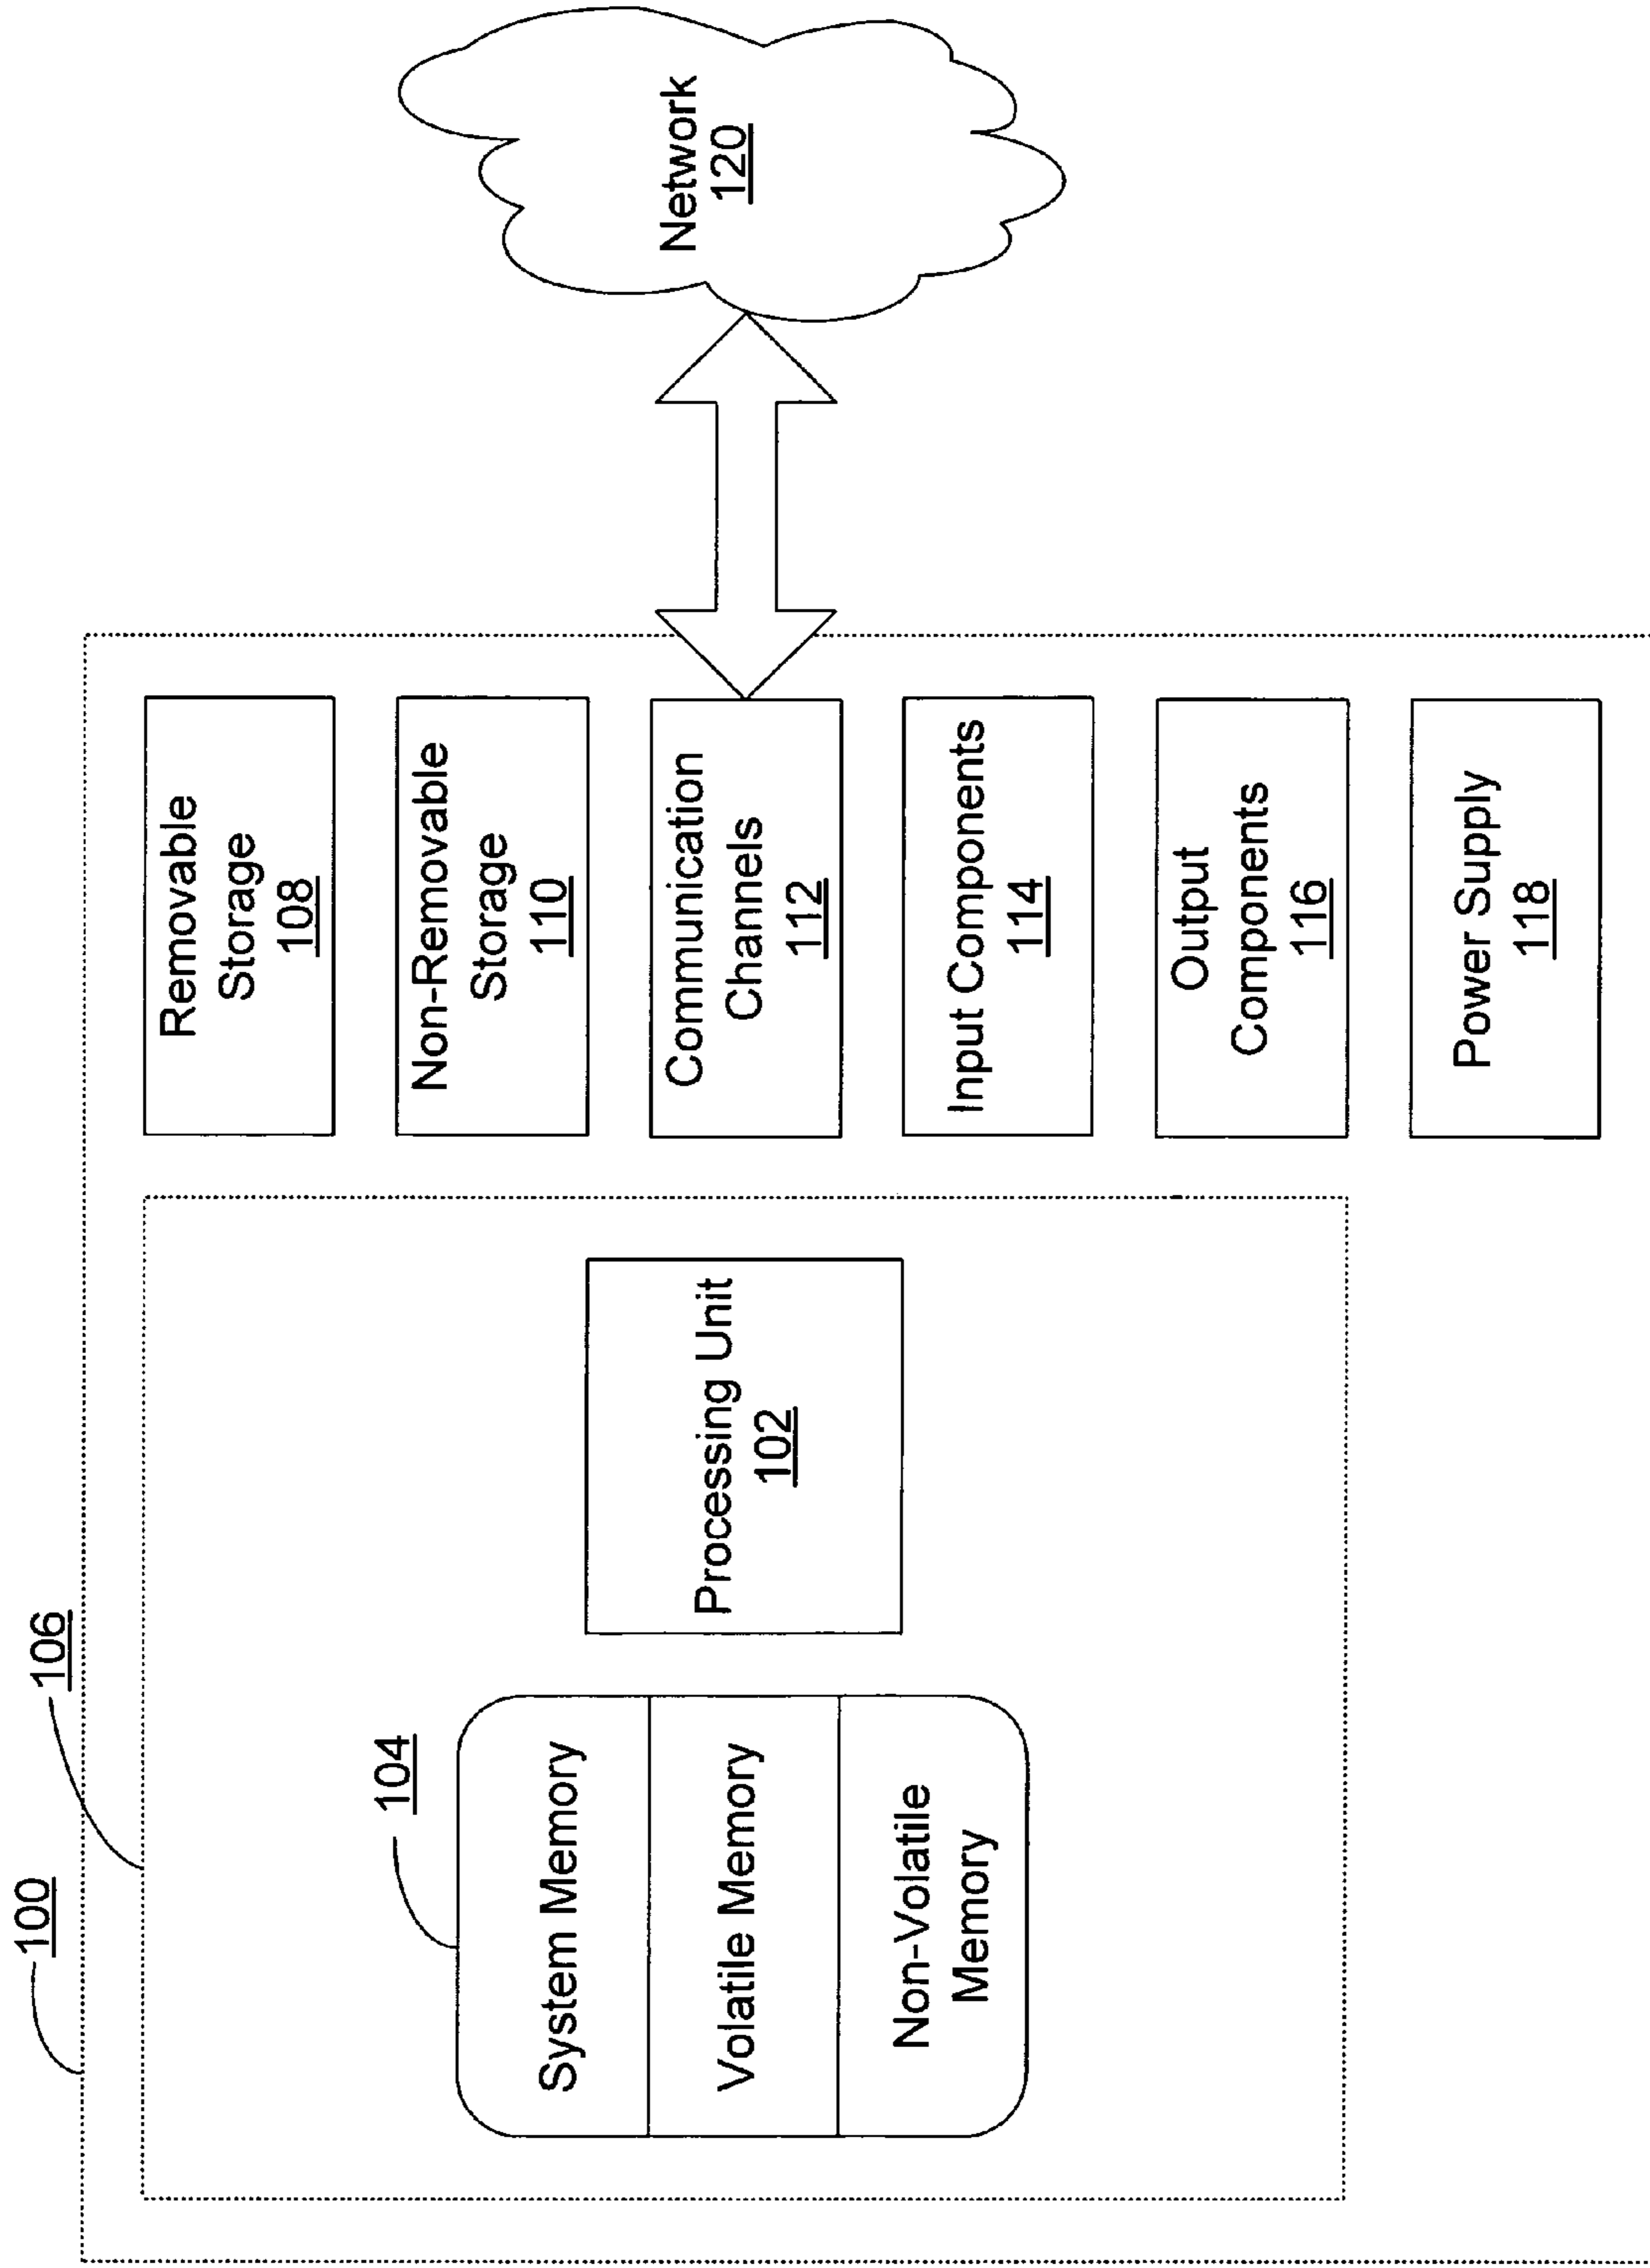 100
106
104
System Memory
Volatile Memory
Non-Volatile
Memory
Processing Unit
102
Removable
Storage
108
Non-Removable
Storage
110
Communication
Channels
112
Input Components
114
Output
Components
116
Power Supply
118
Network
120